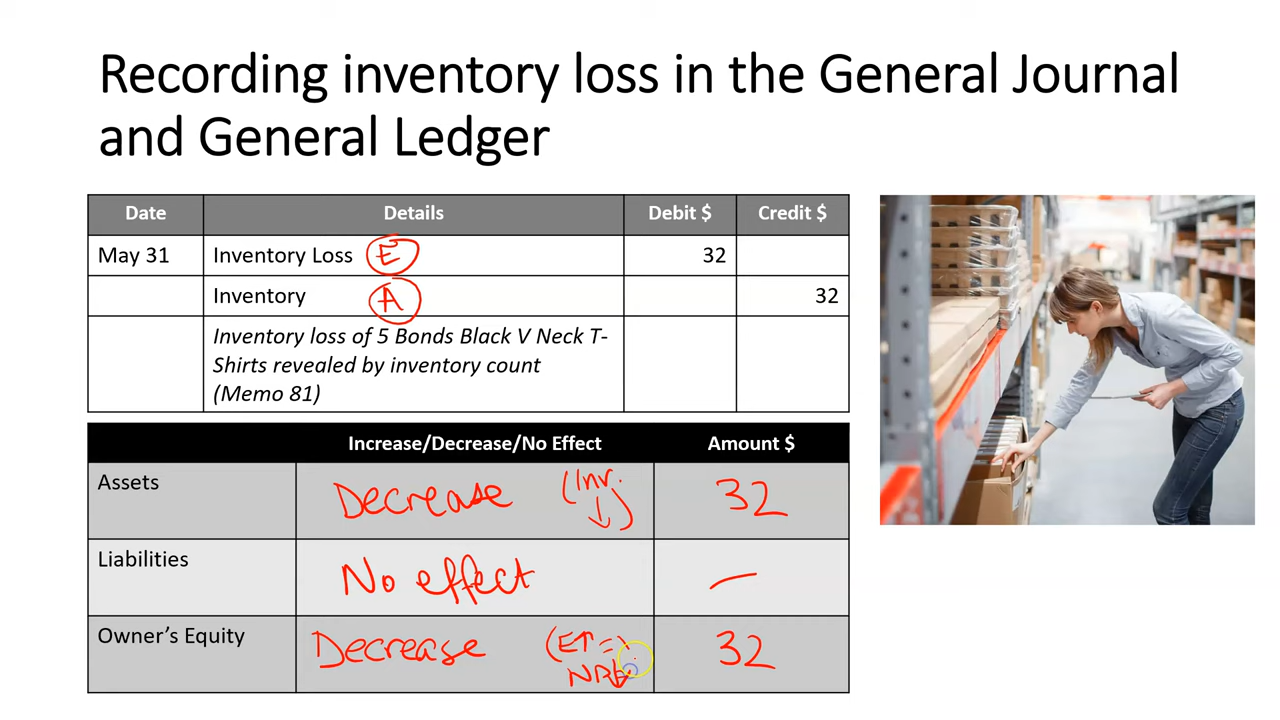 Recording inventory loss in the General Journal
and General Ledger
Date Details Debit $ Credit $
May 31 Inventory Loss E 32
Inventory A 32
Inventory loss of 5 Bonds Black V Neck T-
Shirts revealed by inventory count
(Memo 81)
Increase/Decrease/No Effect Amount $
Assets Decrease (Inv. ↓) 32
Liabilities No effect —
Owner's Equity Decrease (E↑ => 32
↓